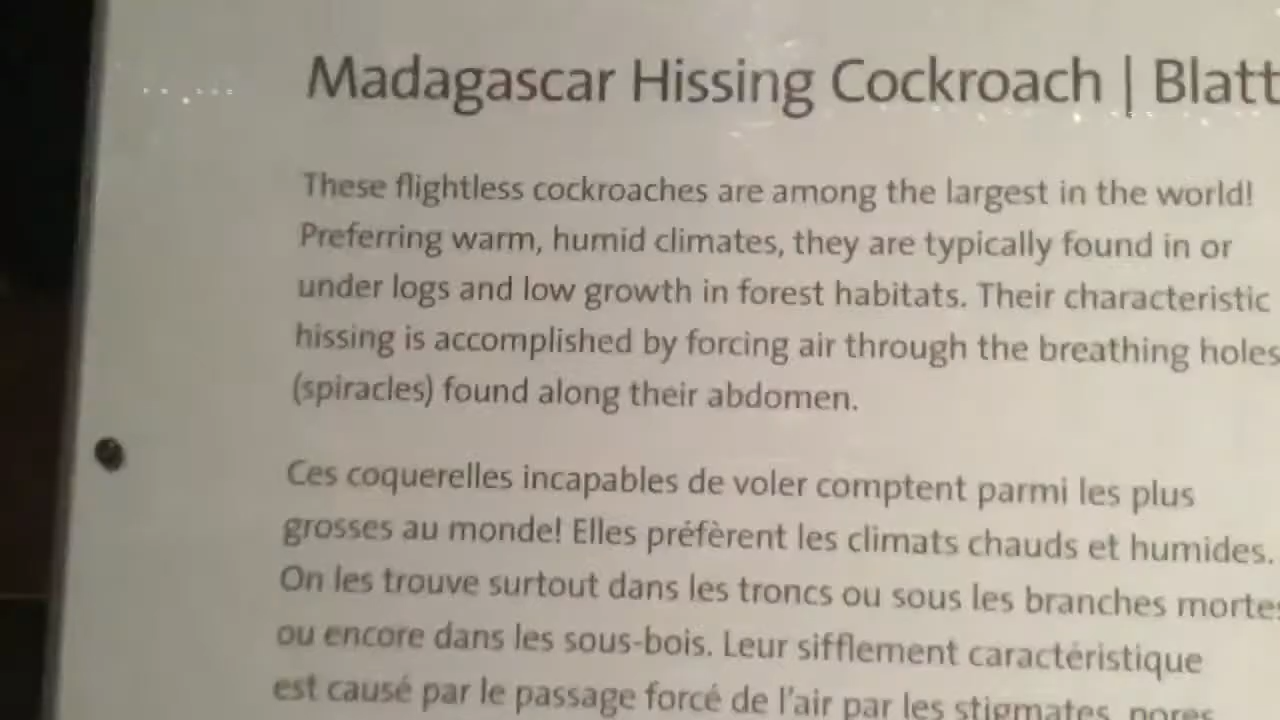 Madagascar Hissing Cockroach | Blatt
These flightless cockroaches are among the largest in the world!
Preferring warm, humid climates, they are typically found in or
under logs and low growth in forest habitats. Their characteristic
hissing is accomplished by forcing air through the breathing holes
(spiracles) found along their abdomen.
Ces coquerelles incapables de voler comptent parmi les plus
grosses au monde! Elles préfèrent les climats chauds et humides.
On les trouve surtout dans les troncs ou sous les branches mortes
ou encore dans les sous-bois. Leur sifflement caractéristique
est causé par le passage forcé de l'air par les stigmates, pores